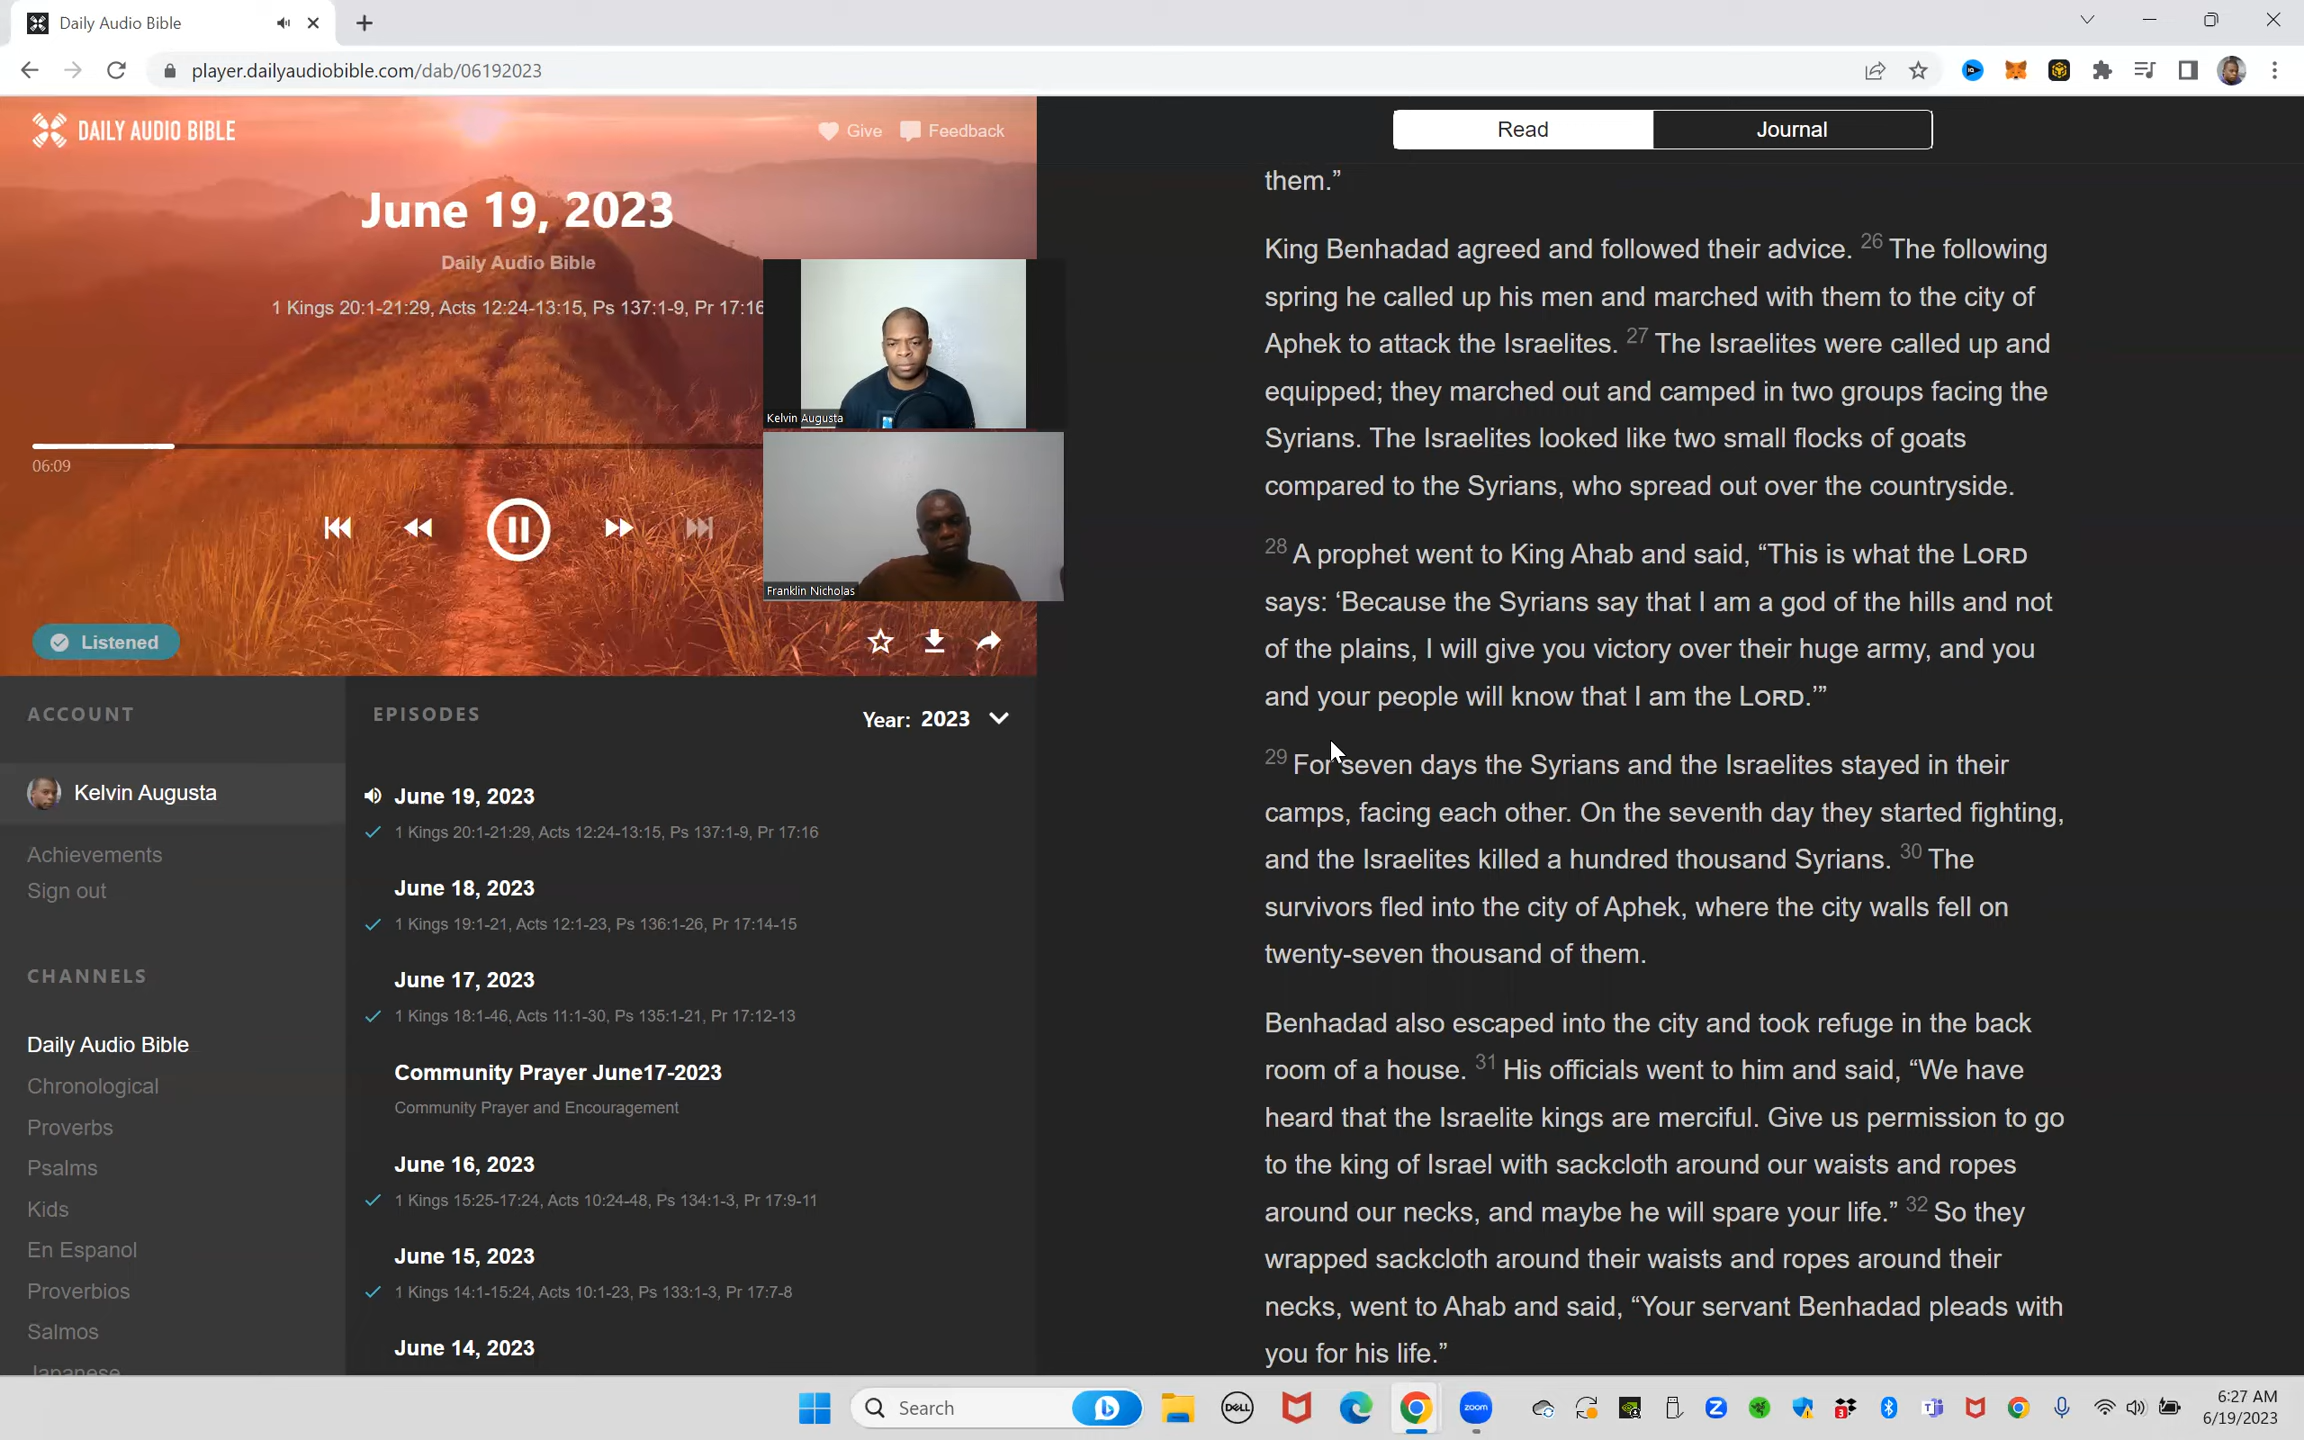 Daily Audio Bible
player.dailyaudiobible.com/dab/06192023
DAILY AUDIO BIBLE
Give
Feedback
June 19, 2023
Daily Audio Bible
1 Kings 20:1-21:29, Acts 12:24-13:15, Ps 137:1-9, Pr 17:16
Kelvin Augusta
06:09
Franklin Nicholas
Listened
ACCOUNT
Kelvin Augusta
Achievements
Sign out
CHANNELS
Daily Audio Bible
Chronological
Proverbs
Psalms
Kids
En Espanol
Proverbios
Salmos
Japanese
EPISODES
Year: 2023
June 19, 2023
1 Kings 20:1-21:29, Acts 12:24-13:15, Ps 137:1-9, Pr 17:16
June 18, 2023
1 Kings 19:1-21, Acts 12:1-23, Ps 136:1-26, Pr 17:14-15
June 17, 2023
1 Kings 18:1-46, Acts 11:1-30, Ps 135:1-21, Pr 17:12-13
Community Prayer June17-2023
Community Prayer and Encouragement
June 16, 2023
1 Kings 15:25-17:24, Acts 10:24-48, Ps 134:1-3, Pr 17:9-11
June 15, 2023
1 Kings 14:1-15:24, Acts 10:1-23, Ps 133:1-3, Pr 17:7-8
June 14, 2023
Read
Journal
them.”
King Benhadad agreed and followed their advice. 26 The following
spring he called up his men and marched with them to the city of
Aphek to attack the Israelites. 27 The Israelites were called up and
equipped; they marched out and camped in two groups facing the
Syrians. The Israelites looked like two small flocks of goats
compared to the Syrians, who spread out over the countryside.
28 A prophet went to King Ahab and said, “This is what the LORD
says: ‘Because the Syrians say that I am a god of the hills and not
of the plains, I will give you victory over their huge army, and you
and your people will know that I am the LORD.’”
29 For seven days the Syrians and the Israelites stayed in their
camps, facing each other. On the seventh day they started fighting,
and the Israelites killed a hundred thousand Syrians. 30 The
survivors fled into the city of Aphek, where the city walls fell on
twenty-seven thousand of them.
Benhadad also escaped into the city and took refuge in the back
room of a house. 31 His officials went to him and said, “We have
heard that the Israelite kings are merciful. Give us permission to go
to the king of Israel with sackcloth around our waists and ropes
around our necks, and maybe he will spare your life.” 32 So they
wrapped sackcloth around their waists and ropes around their
necks, went to Ahab and said, “Your servant Benhadad pleads with
you for his life.”
Search
DELL
zoom
3
6:27 AM
6/19/2023